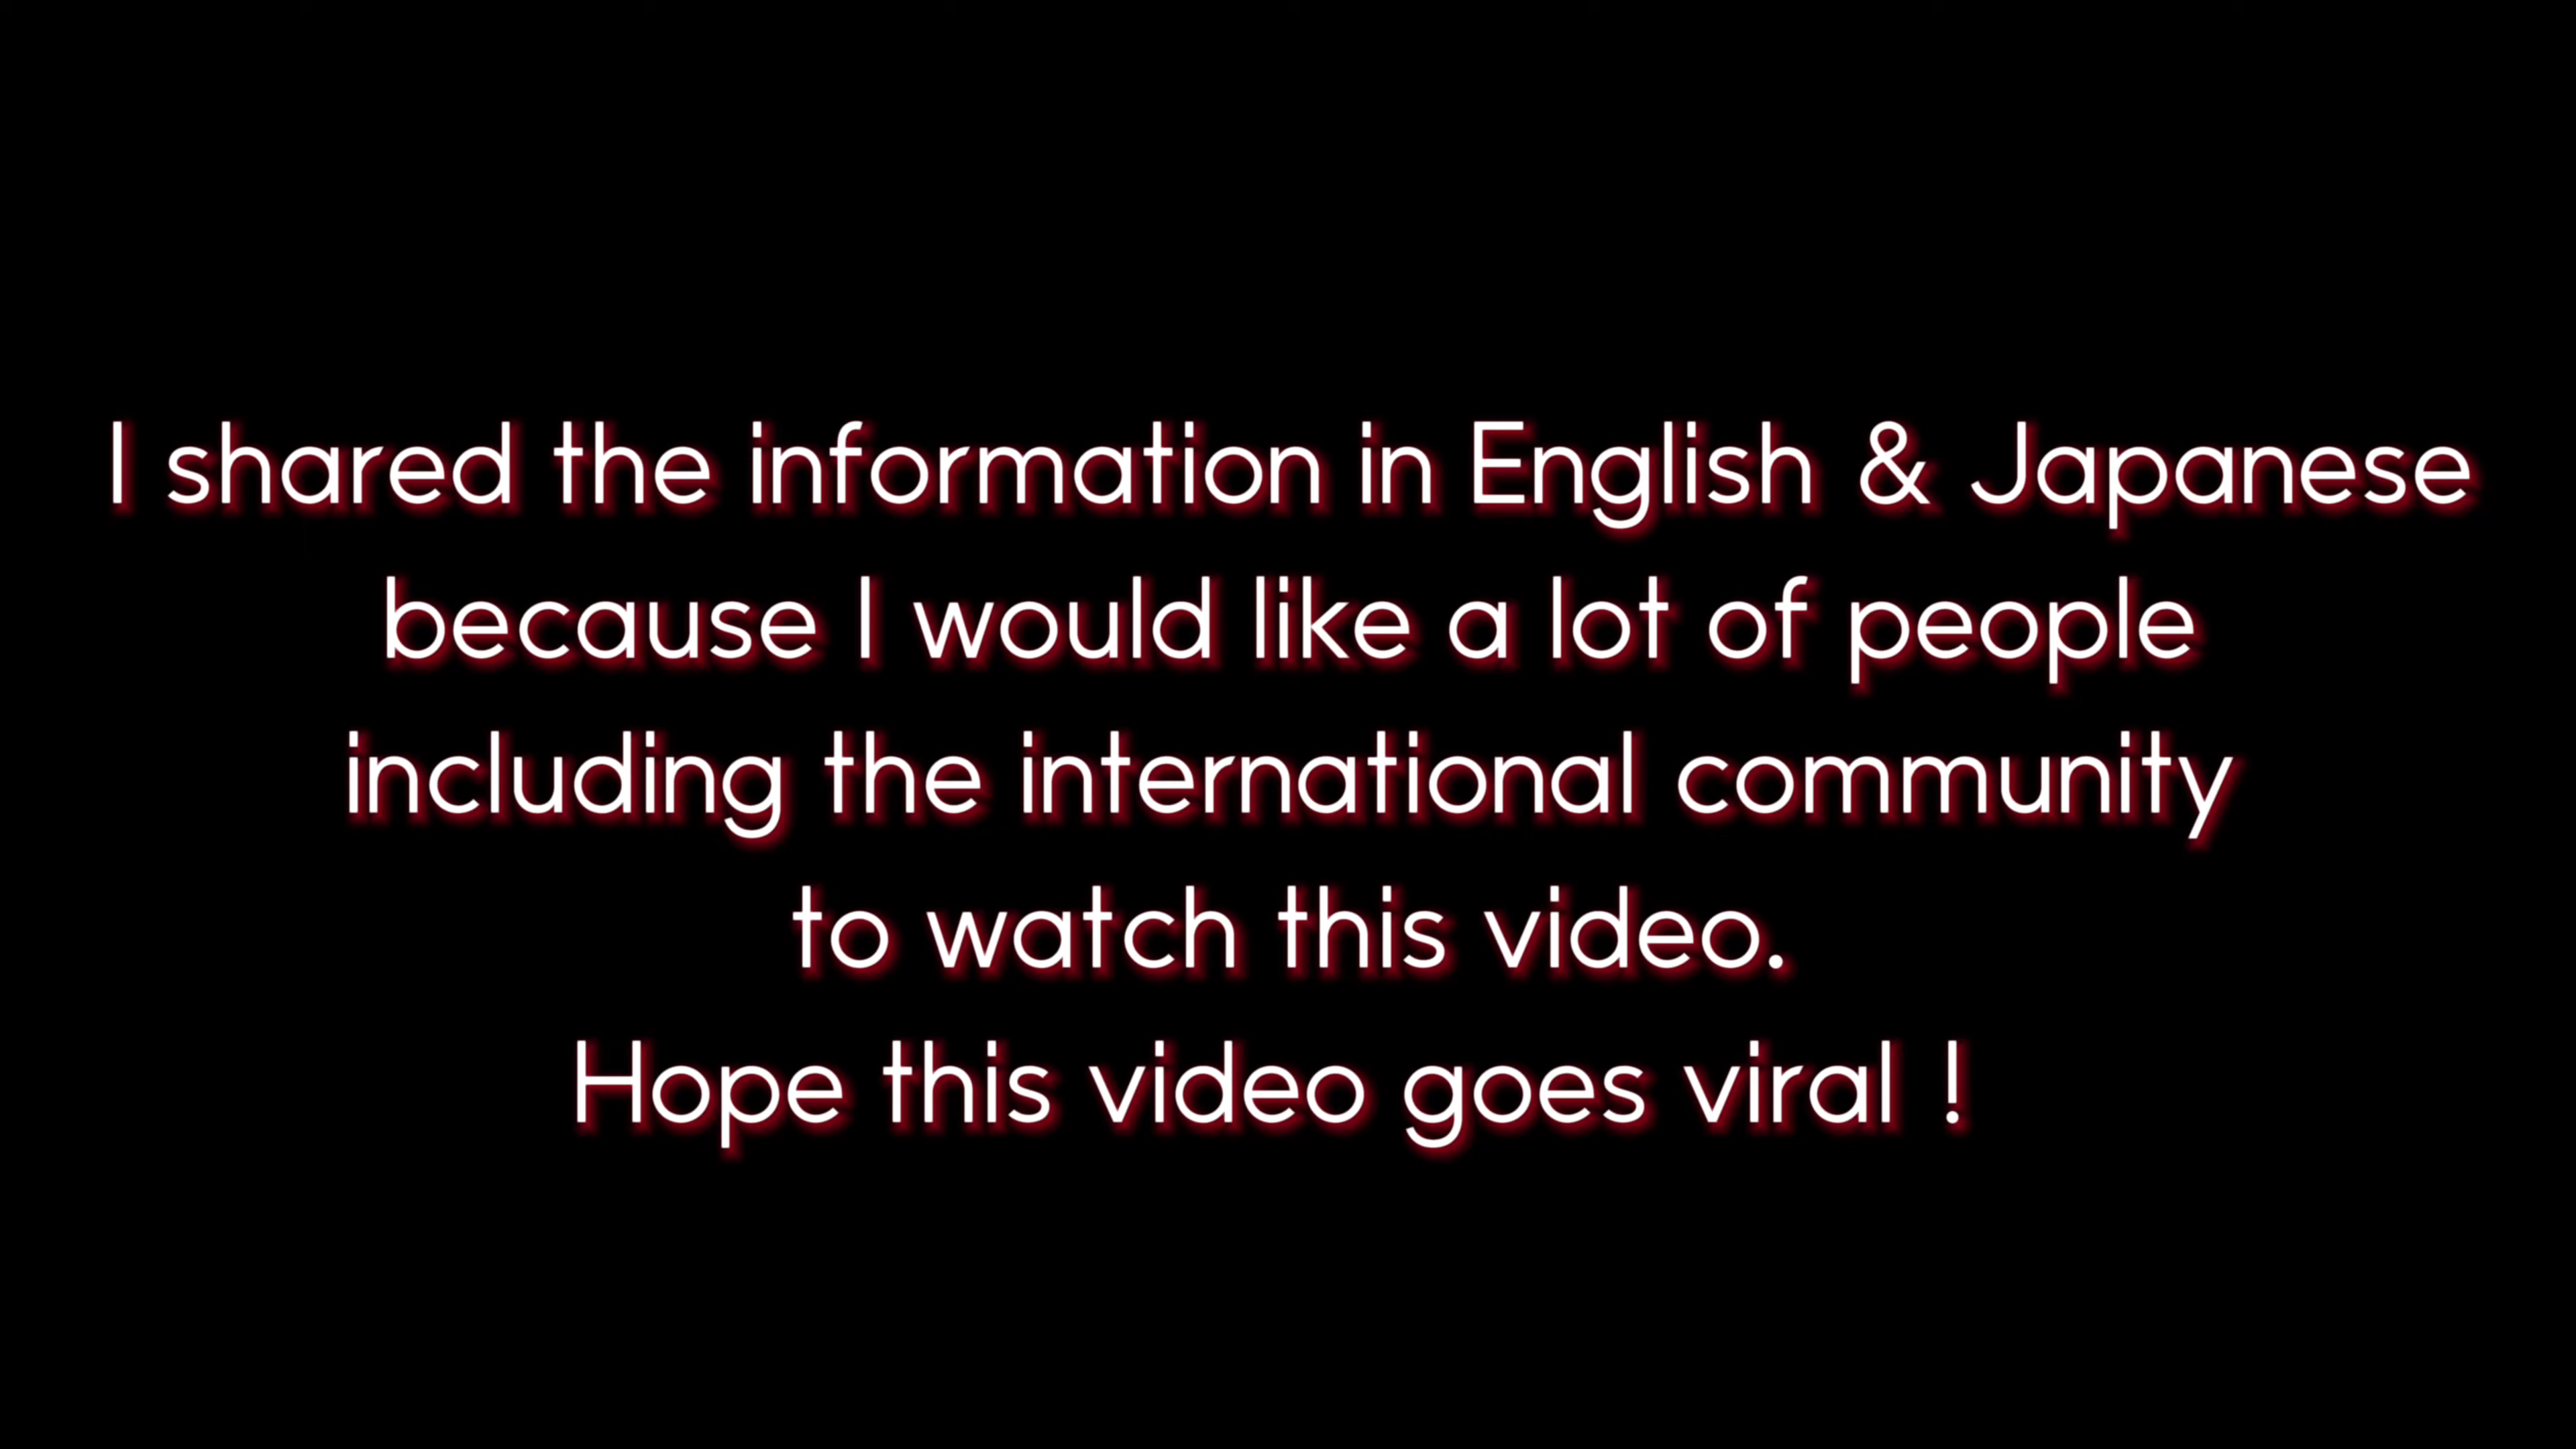 I shared the information in English & Japanese
because I would like a lot of people
including the international community
to watch this video.
Hope this video goes viral !